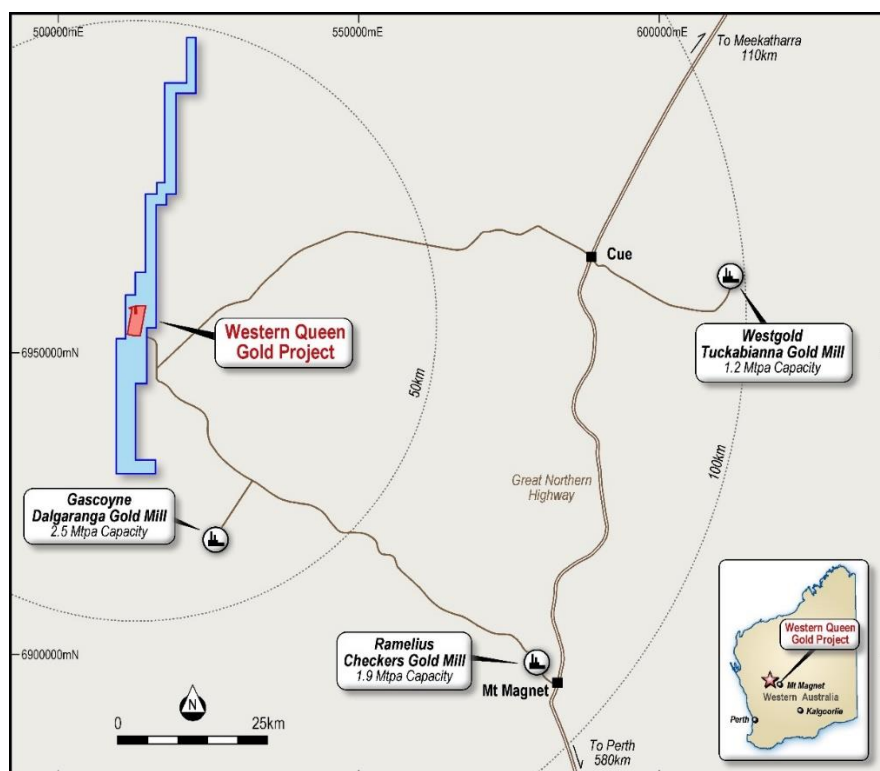 500000mE
550000mE
600000mE
To Meekatharra
110km
Cue
Westgold
Tuckabianna Gold Mill
1.2 Mtpa Capacity
Western Queen
Gold Project
6950000mN
50km
100km
Great Northern
Highway
Gascoyne
Dalgaranga Gold Mill
2.5 Mtpa Capacity
6900000mN
Ramelius
Checkers Gold Mill
1.9 Mtpa Capacity
Mt Magnet
N
0
25km
To Perth
580km
Western Queen
Gold Project
Mt Magnet
Western Australia
Kalgoorlie
Perth